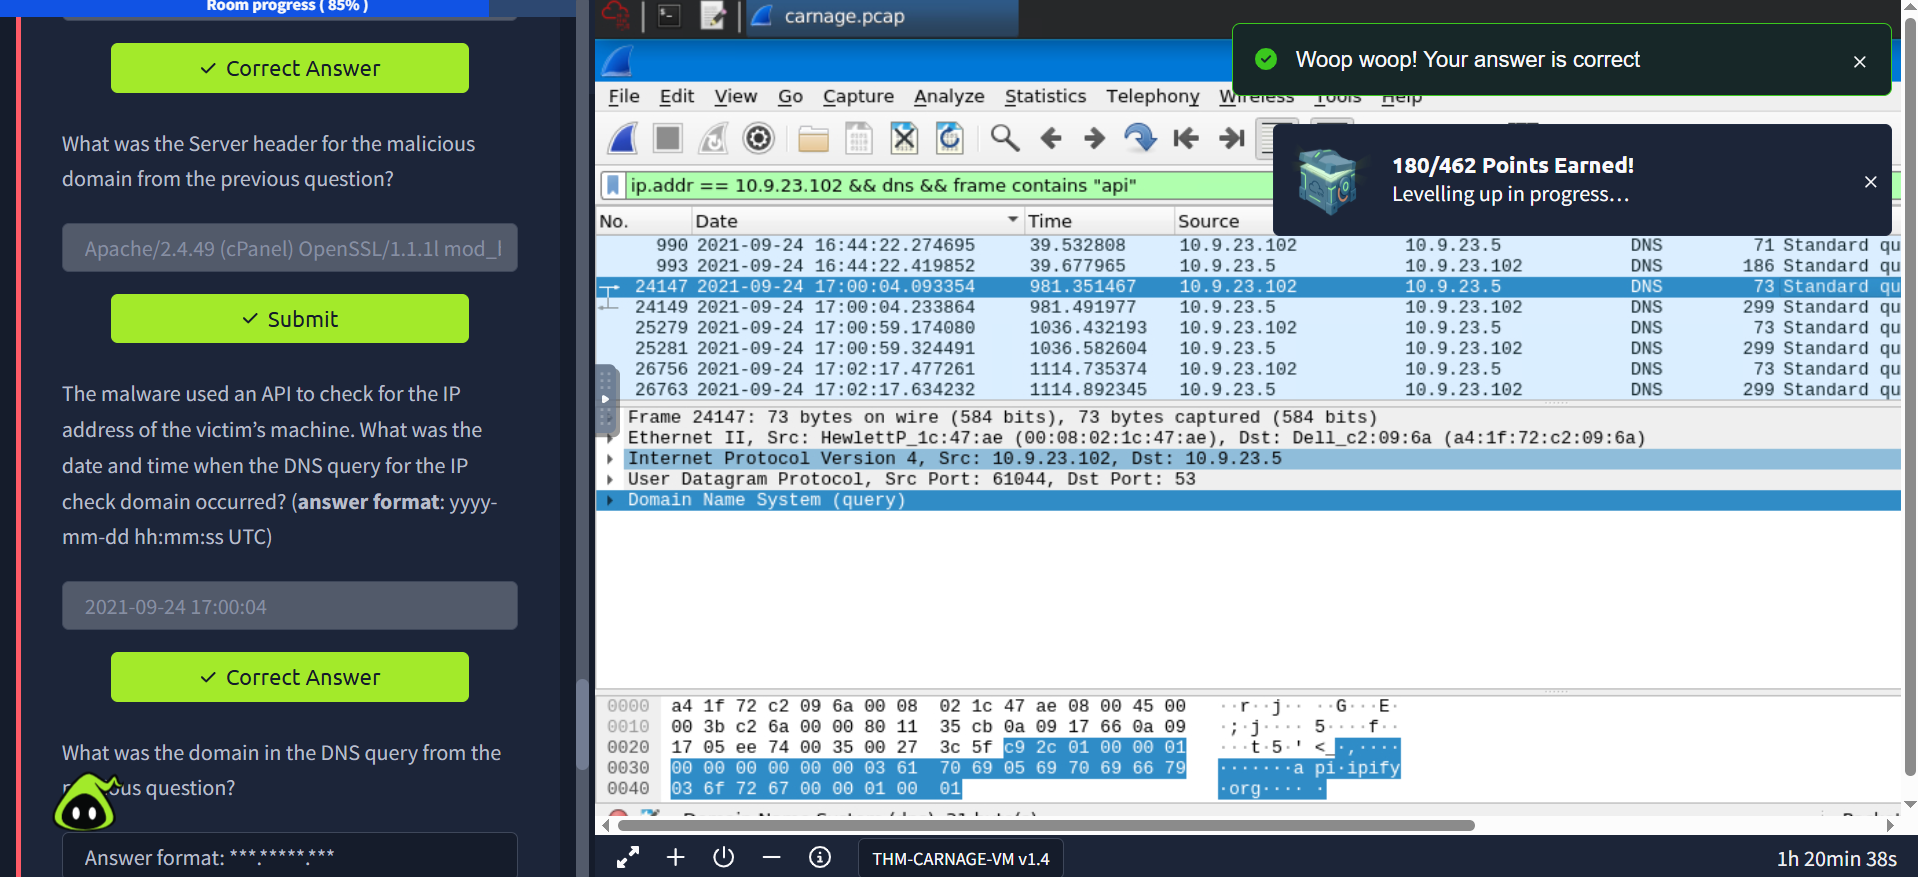 Room progress ( 85% )
Correct Answer
What was the Server header for the malicious
domain from the previous question?
Apache/2.4.49 (cPanel) OpenSSL/1.1.1l mod_l
Submit
The malware used an API to check for the IP
address of the victim’s machine. What was the
date and time when the DNS query for the IP
check domain occurred? (answer format: yyyy-
mm-dd hh:mm:ss UTC)
2021-09-24 17:00:04
Correct Answer
What was the domain in the DNS query from the
question?
Answer format: ***.*****.***
carnage.pcap
Woop woop! Your answer is correct
File Edit View Go Capture Analyze Statistics Telephony Wireless Tools Help
180/462 Points Earned!
Levelling up in progress…
ip.addr == 10.9.23.102 && dns && frame contains "api"
No. Date Time Source
990 2021-09-24 16:44:22.274695 39.532808 10.9.23.102 10.9.23.5 DNS 71 Standard qu
993 2021-09-24 16:44:22.419852 39.677965 10.9.23.5 10.9.23.102 DNS 186 Standard qu
24147 2021-09-24 17:00:04.093354 981.351467 10.9.23.102 10.9.23.5 DNS 73 Standard qu
24149 2021-09-24 17:00:04.233864 981.491977 10.9.23.5 10.9.23.102 DNS 299 Standard qu
25279 2021-09-24 17:00:59.174080 1036.432193 10.9.23.102 10.9.23.5 DNS 73 Standard qu
25281 2021-09-24 17:00:59.324491 1036.582604 10.9.23.5 10.9.23.102 DNS 299 Standard qu
26756 2021-09-24 17:02:17.477261 1114.735374 10.9.23.102 10.9.23.5 DNS 73 Standard qu
26763 2021-09-24 17:02:17.634232 1114.892345 10.9.23.5 10.9.23.102 DNS 299 Standard qu
Frame 24147: 73 bytes on wire (584 bits), 73 bytes captured (584 bits)
Ethernet II, Src: HewlettP_1c:47:ae (00:08:02:1c:47:ae), Dst: Dell_c2:09:6a (a4:1f:72:c2:09:6a)
Internet Protocol Version 4, Src: 10.9.23.102, Dst: 10.9.23.5
User Datagram Protocol, Src Port: 61044, Dst Port: 53
Domain Name System (query)
0000 a4 1f 72 c2 09 6a 00 08 02 1c 47 ae 08 00 45 00 ··r··j·· ··G···E·
0010 00 3b c2 6a 00 00 80 11 35 cb 0a 09 17 66 0a 09 ·;·j···· 5····f··
0020 17 05 ee 74 00 35 00 27 3c 5f c9 2c 01 00 00 01 ···t·5·' <_·,····
0030 00 00 00 00 00 00 03 61 70 69 05 69 70 69 66 79 ·······a pi·ipify
0040 03 6f 72 67 00 00 01 00 01 ·org···· ·
THM-CARNAGE-VM v1.4
1h 20min 38s